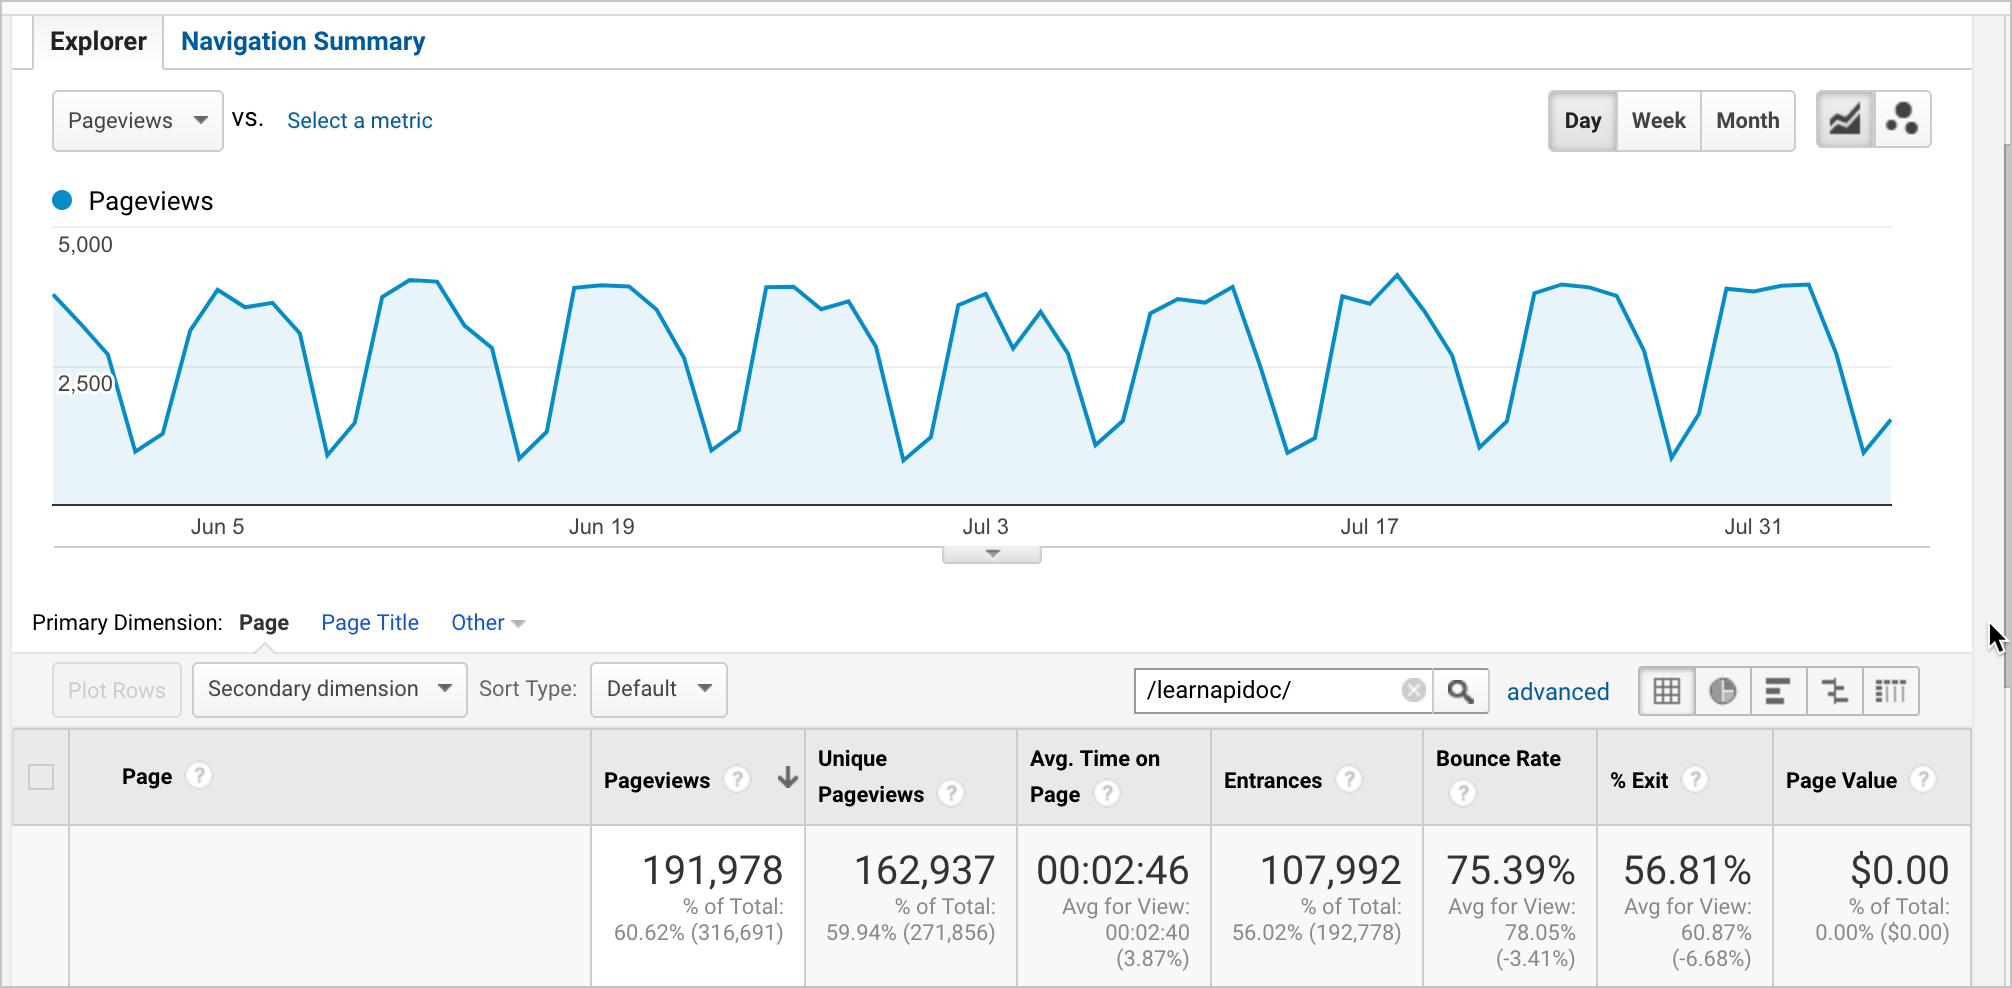 Explorer Navigation Summary
Pageviews vs. Select a metric Day Week Month
Pageviews
5,000
2,500
Jun 5 Jun 19 Jul 3 Jul 17 Jul 31
Primary Dimension: Page Page Title Other
Plot Rows Secondary dimension Sort Type: Default /learnapidoc/ advanced
Page ? Pageviews ? Unique Pageviews ? Avg. Time on Page ? Entrances ? Bounce Rate ? % Exit ? Page Value ?
191,978 162,937 00:02:46 107,992 75.39% 56.81% $0.00
% of Total: % of Total: Avg for View: % of Total: Avg for View: Avg for View: % of Total:
60.62% (316,691) 59.94% (271,856) 00:02:40 56.02% (192,778) 78.05% 60.87% 0.00% ($0.00)
(3.87%) (-3.41%) (-6.68%)